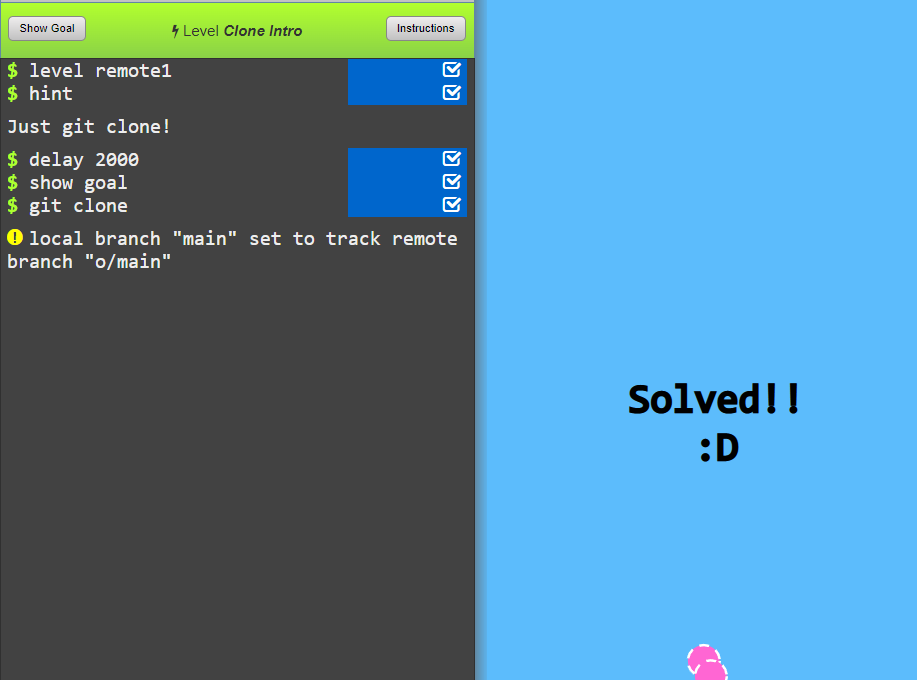 Show Goal
Level Clone Intro
Instructions
$ level remote1
$ hint
Just git clone!
$ delay 2000
$ show goal
$ git clone
! local branch "main" set to track remote
branch "o/main"
Solved!!
:D